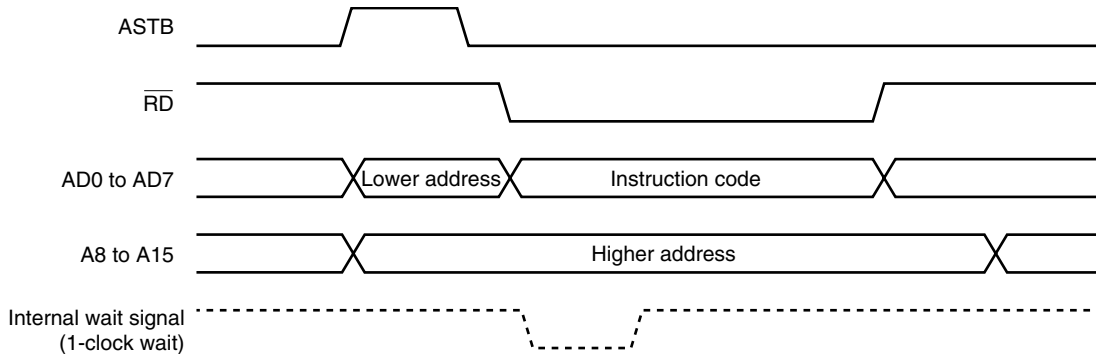 ASTB
RD
AD0 to AD7
Lower address
Instruction code
A8 to A15
Higher address
Internal wait signal
(1-clock wait)